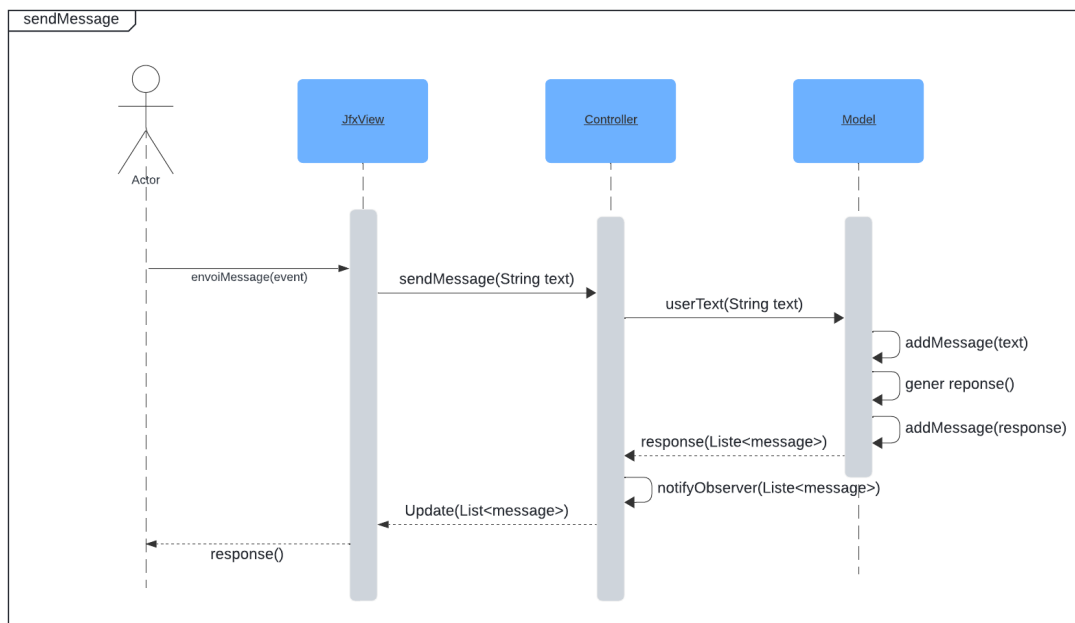 sendMessage
JfxView
Controller
Model
Actor
envoiMessage(event)
sendMessage(String text)
userText(String text)
addMessage(text)
gener reponse()
addMessage(response)
response(Liste<message>)
notifyObserver(Liste<message>)
Update(List<message>)
response()